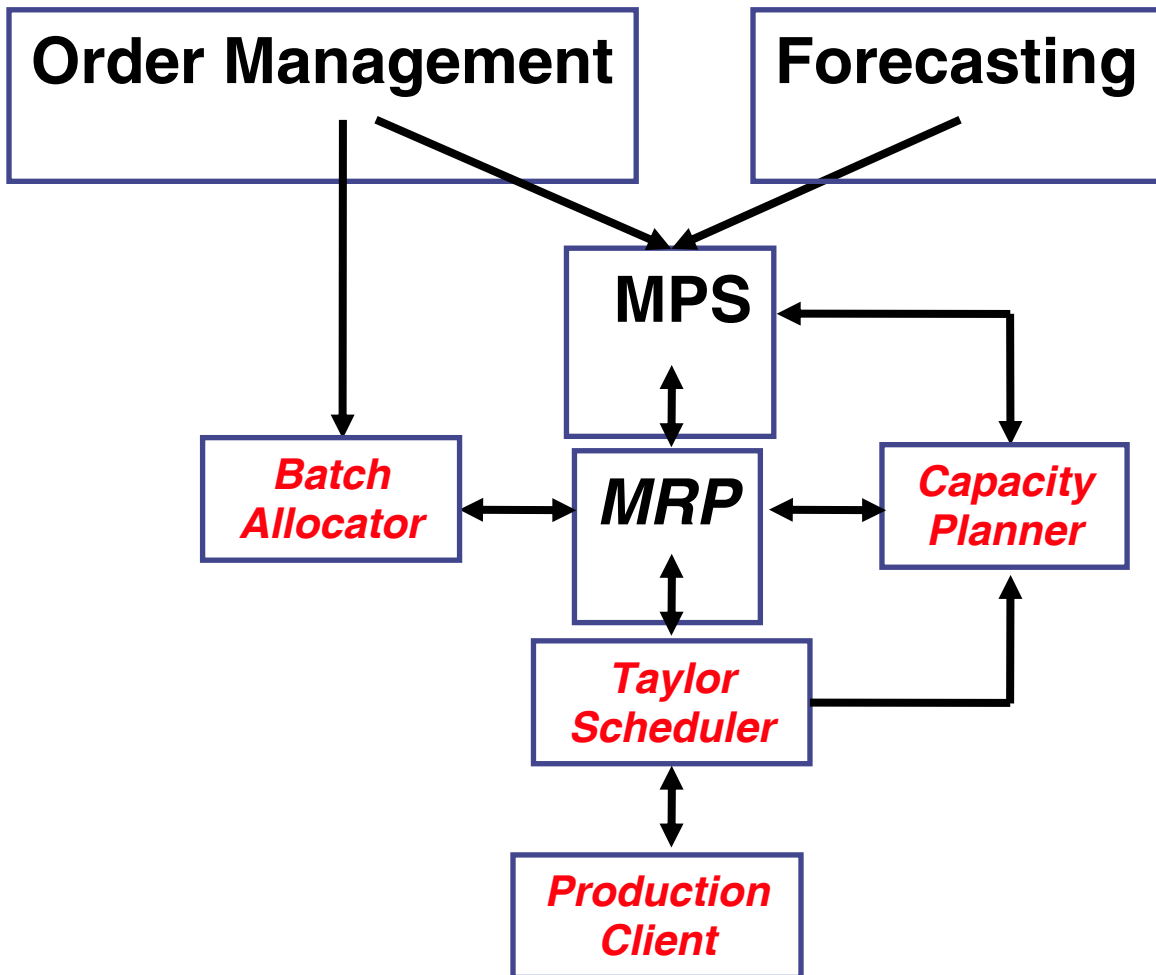 Order Management
Forecasting
MPS
Batch
Allocator
MRP
Capacity
Planner
Taylor
Scheduler
Production
Client